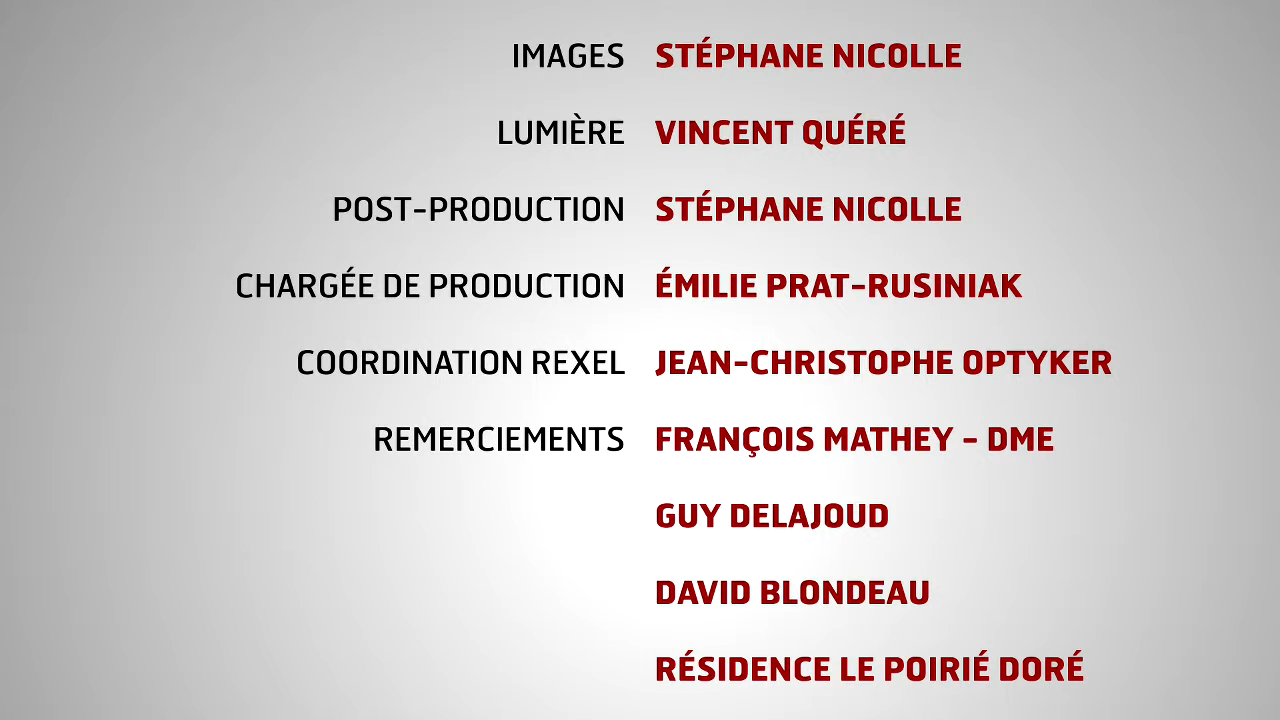 IMAGES STÉPHANE NICOLLE
LUMIÈRE VINCENT QUÉRÉ
POST-PRODUCTION STÉPHANE NICOLLE
CHARGÉE DE PRODUCTION ÉMILIE PRAT-RUSINIAK
COORDINATION REXEL JEAN-CHRISTOPHE OPTYKER
REMERCIEMENTS FRANÇOIS MATHEY - DME
GUY DELAJOUD
DAVID BLONDEAU
RÉSIDENCE LE POIRIÉ DORÉ